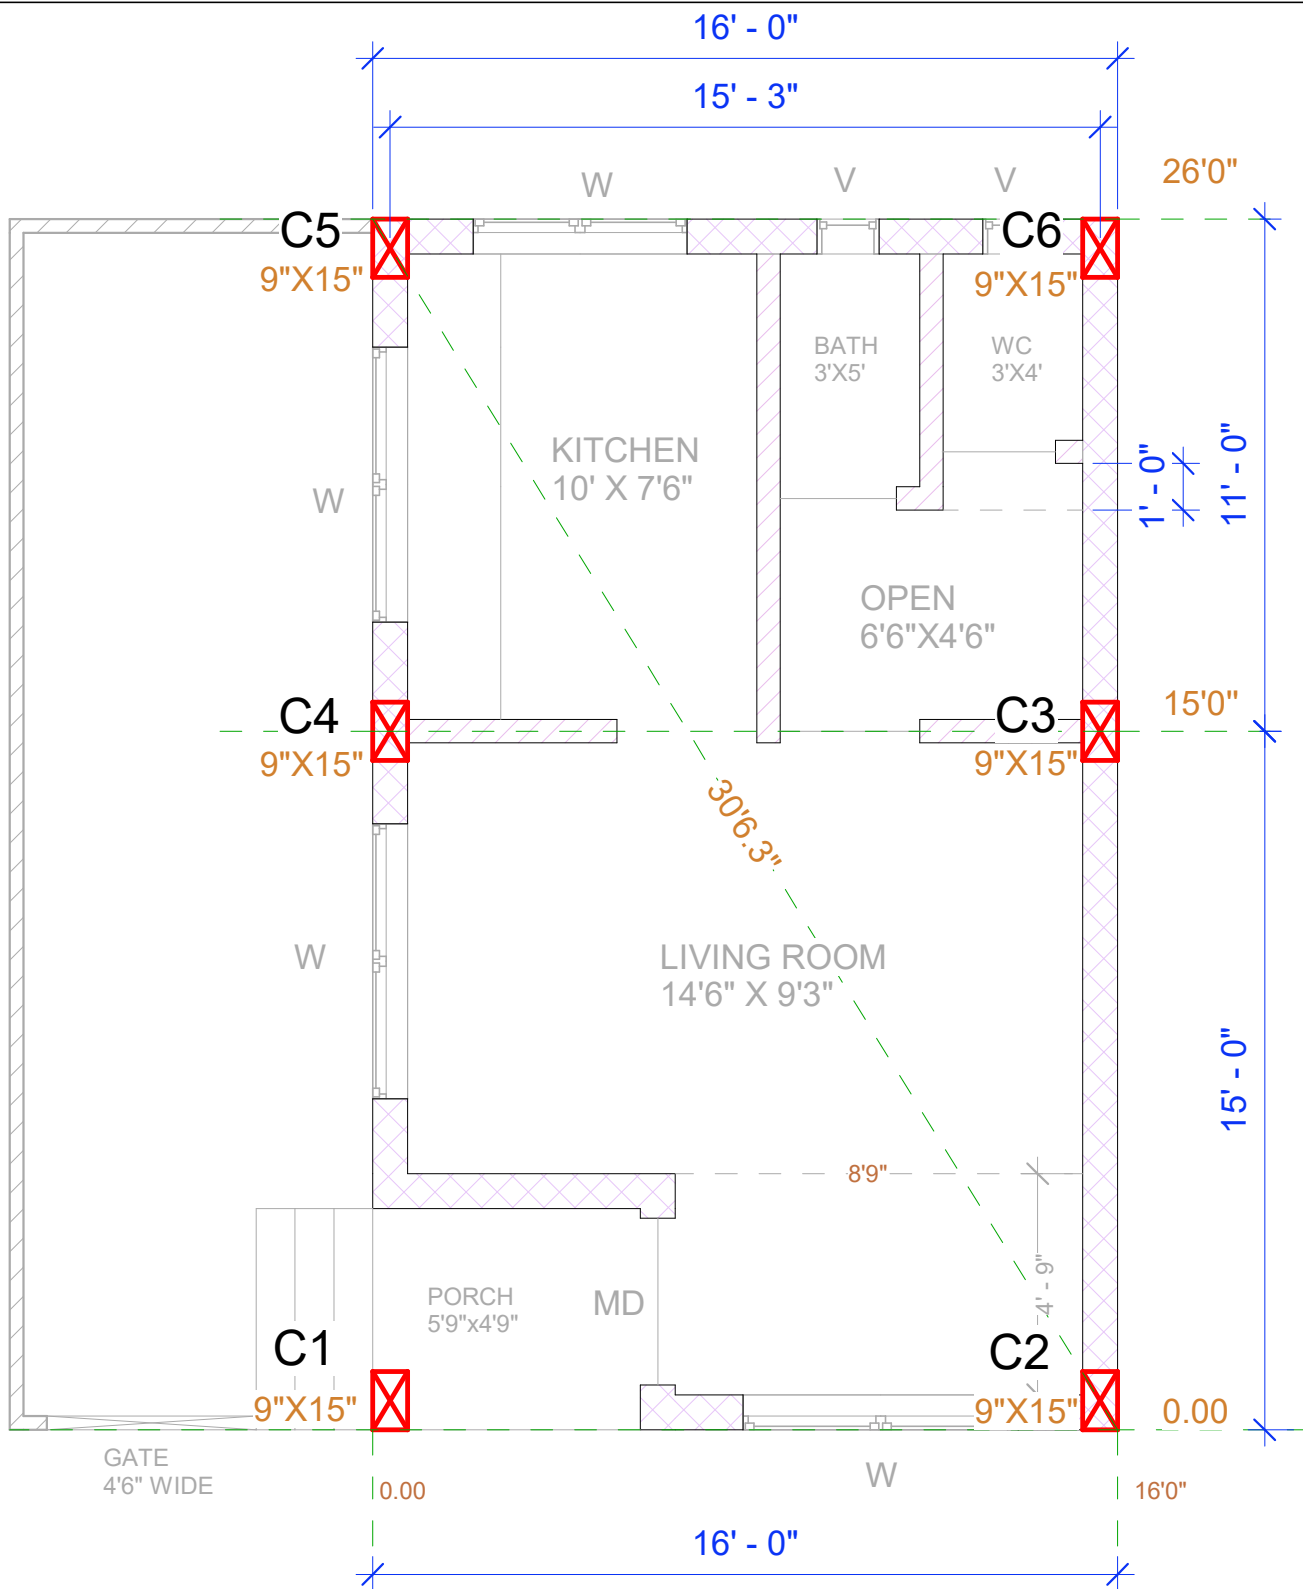 16' - 0"
15' - 3"
26'0"
W
V
V
C5
C6
9"X15"
9"X15"
BATH
3'X5'
WC
3'X4'
KITCHEN
10' X 7'6"
W
1' - 0"
11' - 0"
OPEN
6'6"X4'6"
15'0"
C4
C3
9"X15"
9"X15"
30'6.3"
W
LIVING ROOM
14'6" X 9'3"
15' - 0"
8'9"
4' - 9"
PORCH
5'9"x4'9"
MD
C1
C2
9"X15"
9"X15"
0.00
GATE
4'6" WIDE
W
0.00
16'0"
16' - 0"